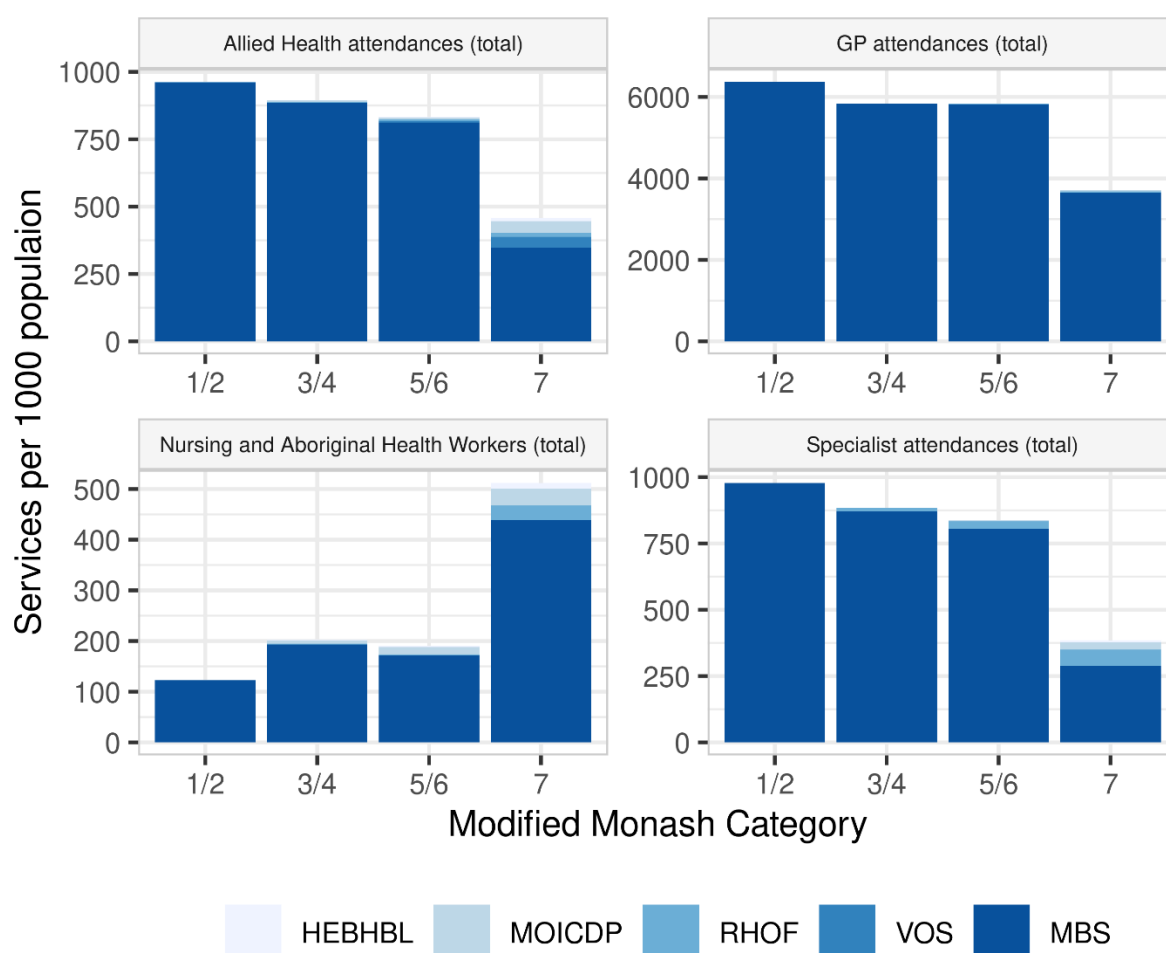 Allied Health attendances (total)
GP attendances (total)
1000
750
500
250
0
6000
4000
2000
0
1/2 3/4 5/6 7
1/2 3/4 5/6 7
Services per 1000 populaion
Nursing and Aboriginal Health Workers (total)
Specialist attendances (total)
500
400
300
200
100
0
1000
750
500
250
0
1/2 3/4 5/6 7
1/2 3/4 5/6 7
Modified Monash Category
HEBHBL MOICDP RHOF VOS MBS